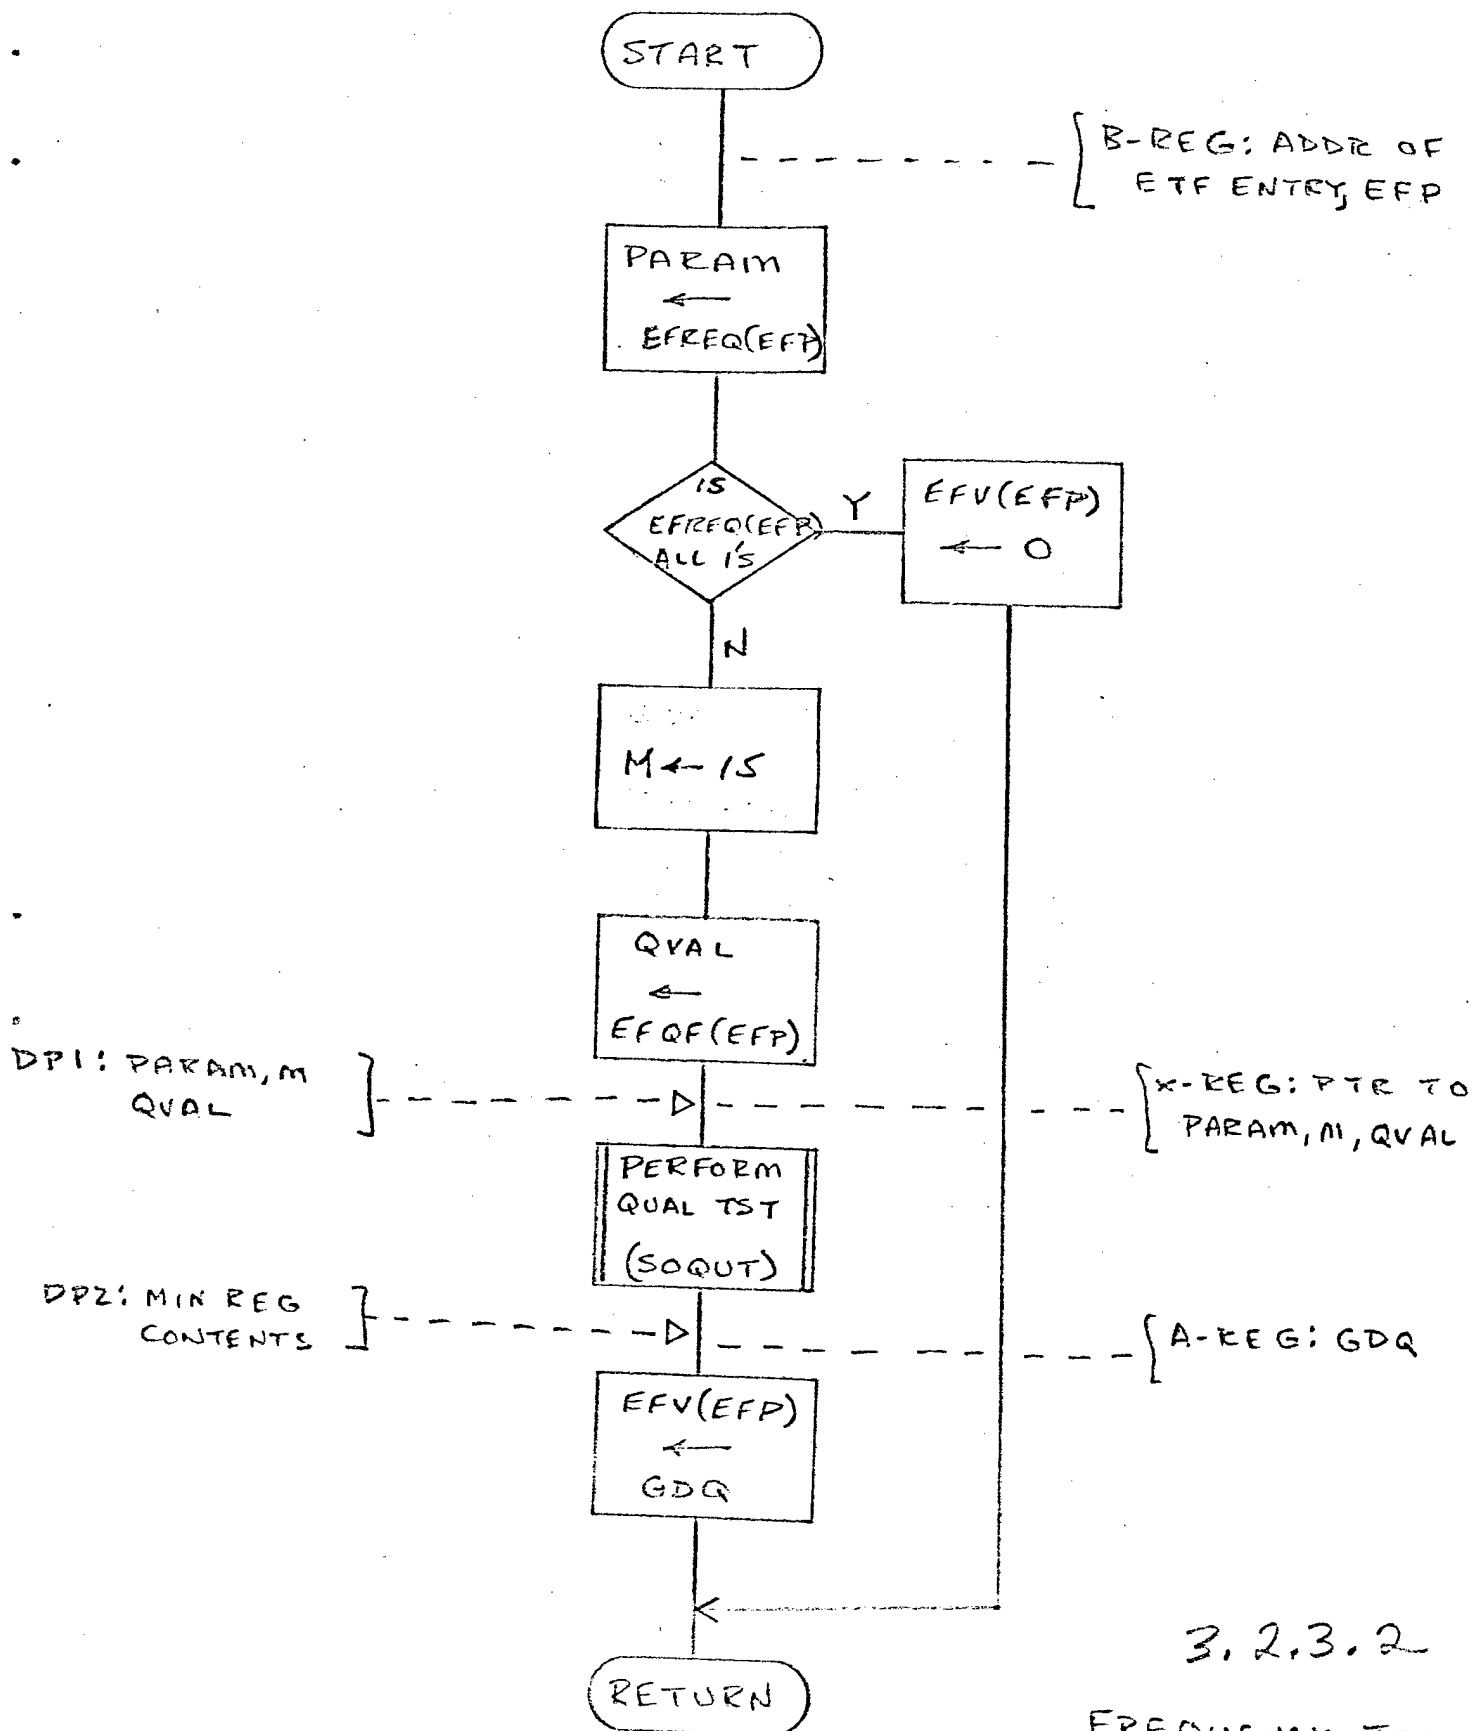 START
B-REG: ADDR OF
ETF ENTRY, EFP
PARAM
←
EFREQ(EFP)
IS
EFREQ(EFP)
ALL 1'S
Y
EFV(EFP)
← 0
N
M ← 15
QVAL
←
EFQF(EFP)
DP1: PARAM, M
QVAL
X-REG: PTR TO
PARAM, M, QVAL
PERFORM
QUAL TST
(SOQUT)
DP2: MIN REG
CONTENTS
A-REG: GDQ
EFV(EFP)
←
GDQ
3.2.3.2
RETURN